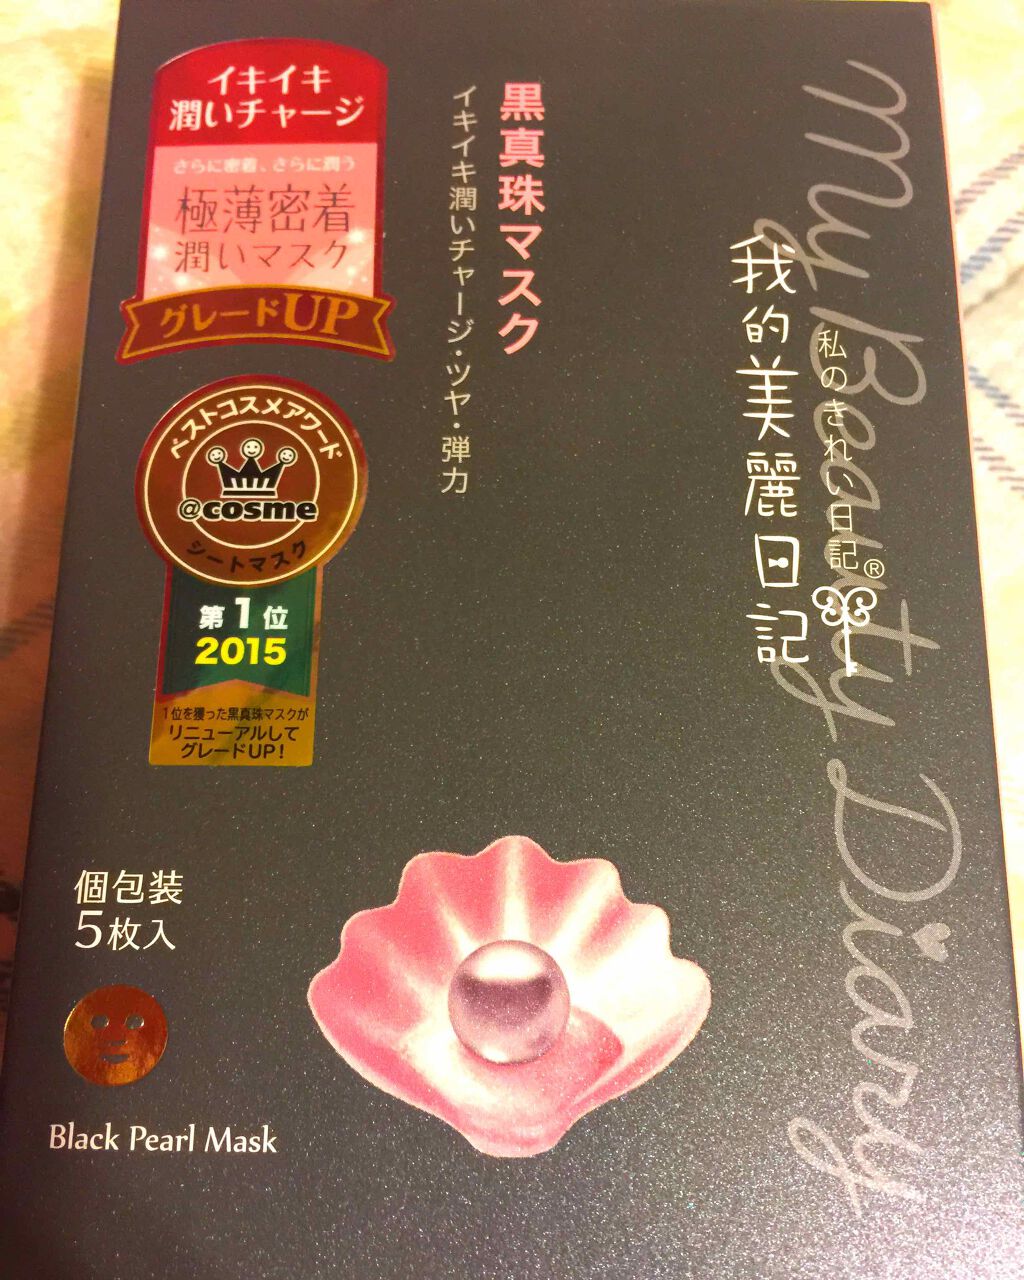 My Beauty Diary
我的美麗日記
私のきれい日記®
黒真珠マスク
イキイキ潤いチャージ・ツヤ・弾力
イキイキ
潤いチャージ
さらに密着、さらに潤う
極薄密着
潤いマスク
グレードUP
ベストコスメアワード
@cosme
シートマスク
第1位
2015
1位を獲った黒真珠マスクが
リニューアルして
グレードUP!
個包装
5枚入
Black Pearl Mask